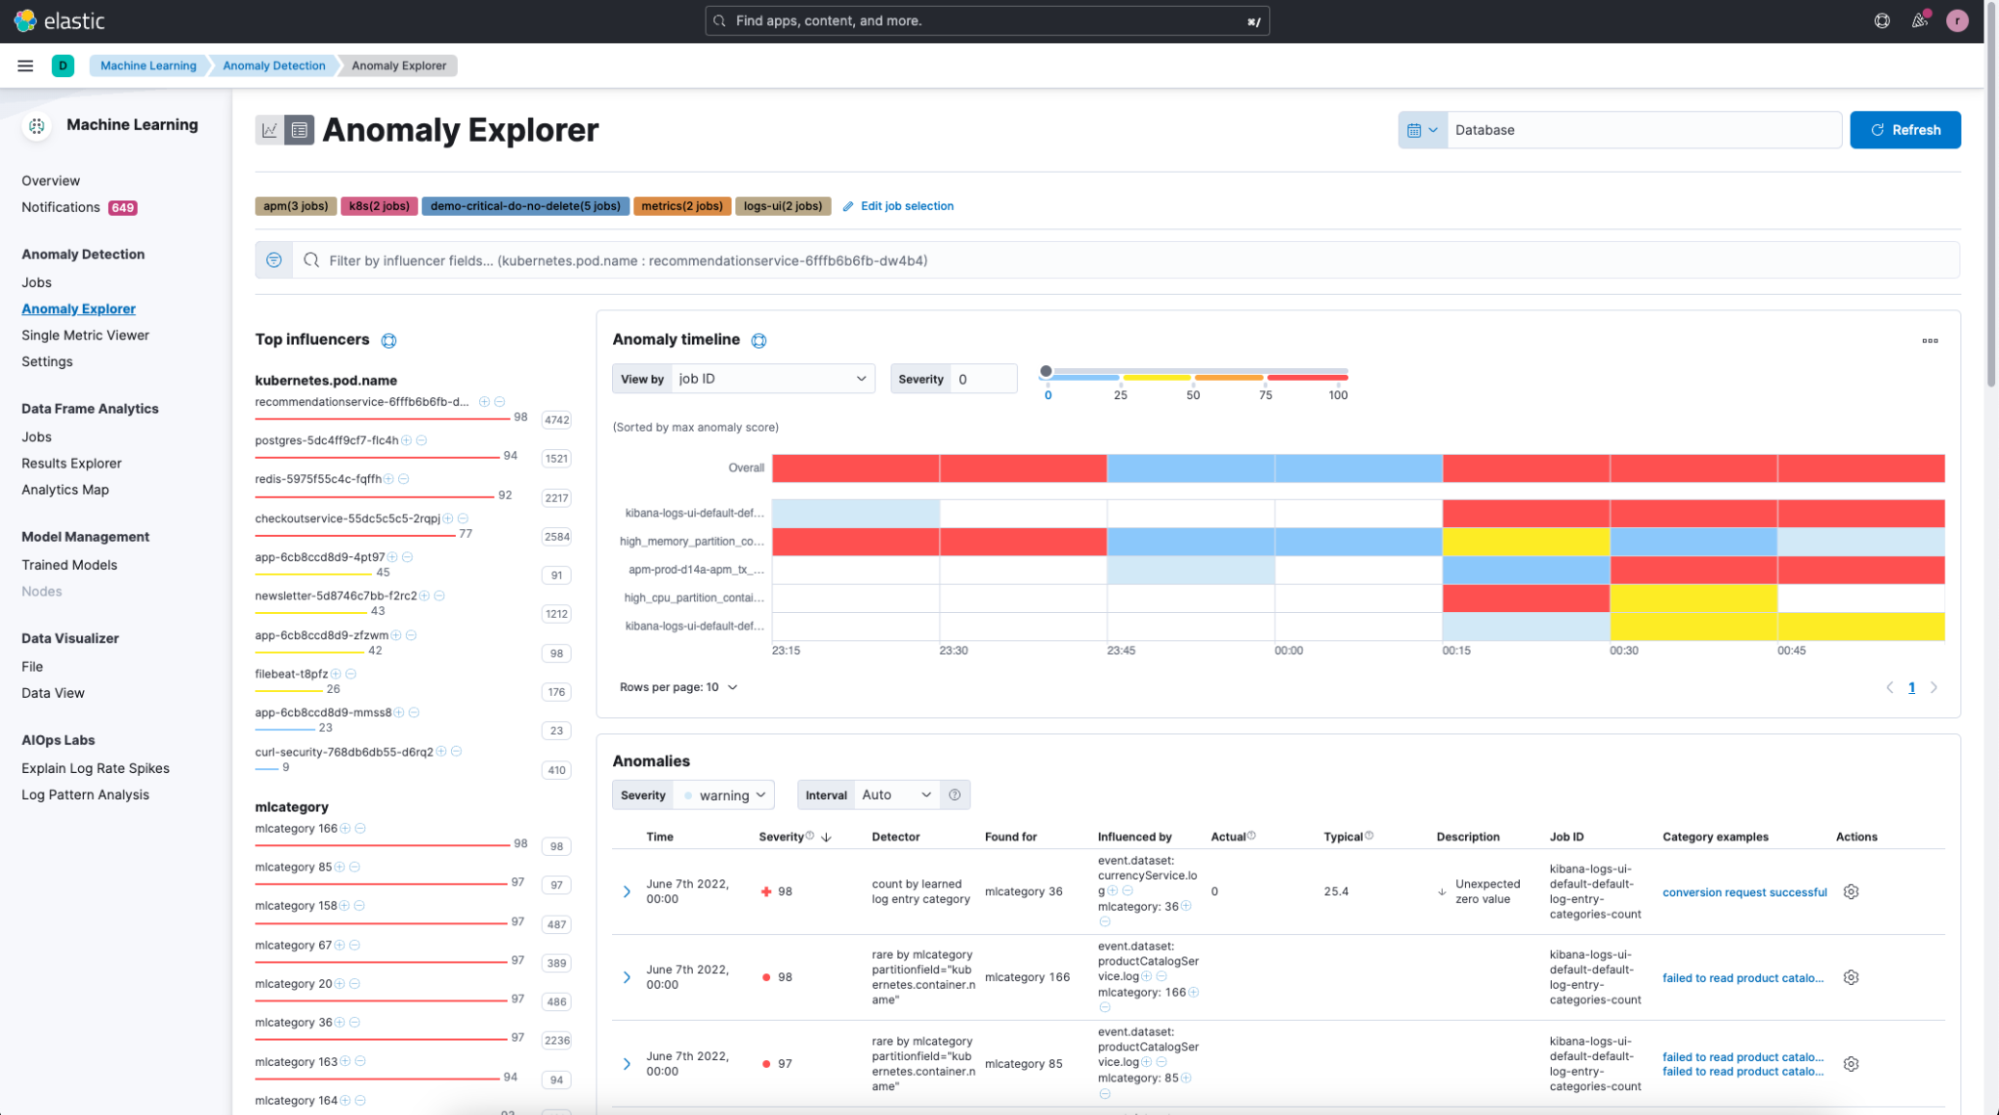 elastic
Find apps, content, and more.
⌘/
r
D
Machine Learning
Anomaly Detection
Anomaly Explorer
Machine Learning
Overview
Notifications 649
Anomaly Detection
Jobs
Anomaly Explorer
Single Metric Viewer
Settings
Data Frame Analytics
Jobs
Results Explorer
Analytics Map
Model Management
Trained Models
Nodes
Data Visualizer
File
Data View
AIOps Labs
Explain Log Rate Spikes
Log Pattern Analysis
Anomaly Explorer
Database
Refresh
apm(3 jobs) k8s(2 jobs) demo-critical-do-no-delete(5 jobs) metrics(2 jobs) logs-ui(2 jobs) Edit job selection
Filter by influencer fields... (kubernetes.pod.name : recommendationservice-6fffb6b6fb-dw4b4)
Top influencers
kubernetes.pod.name
recommendationservice-6fffb6b6fb-d...
98 4742
postgres-5dc4ff9cf7-flc4h
94 1521
redis-5975f55c4c-fqffh
92 2217
checkoutservice-55dc5c5c5-2rqpj
77 2584
app-6cb8ccd8d9-4pt97
45 91
newsletter-5d8746c7bb-f2rc2
43 1212
app-6cb8ccd8d9-zfzwm
42 98
filebeat-t8pfz
26 176
app-6cb8ccd8d9-mmss8
23 23
curl-security-768db6db55-d6rq2
9 410
mlcategory
mlcategory 166
98 98
mlcategory 85
97 97
mlcategory 158
97 487
mlcategory 67
97 389
mlcategory 20
97 486
mlcategory 36
97 2236
mlcategory 163
94 94
mlcategory 164
Anomaly timeline
View by job ID
Severity 0
0 25 50 75 100
(Sorted by max anomaly score)
Overall
kibana-logs-ui-default-def...
high_memory_partition_co...
apm-prod-d14a-apm_tx_...
high_cpu_partition_contai...
kibana-logs-ui-default-def...
23:15 23:30 23:45 00:00 00:15 00:30 00:45
Rows per page: 10
1
Anomalies
Severity warning
Interval Auto
Time Severity Detector Found for Influenced by Actual Typical Description Job ID Category examples Actions
June 7th 2022,
00:00
98
count by learned
log entry category
mlcategory 36
event.dataset:
currencyService.lo
g
mlcategory: 36
0
25.4
Unexpected
zero value
kibana-logs-ui-
default-default-
log-entry-
categories-count
conversion request successful
June 7th 2022,
00:00
98
rare by mlcategory
partitionfield="kub
ernetes.container.n
ame"
mlcategory 166
event.dataset:
productCatalogSer
vice.log
mlcategory: 166
kibana-logs-ui-
default-default-
log-entry-
categories-count
failed to read product catalo...
June 7th 2022,
00:00
97
rare by mlcategory
partitionfield="kub
ernetes.container.n
ame"
mlcategory 85
event.dataset:
productCatalogSer
vice.log
mlcategory: 85
kibana-logs-ui-
default-default-
log-entry-
categories-count
failed to read product catalo...
failed to read product catalo...